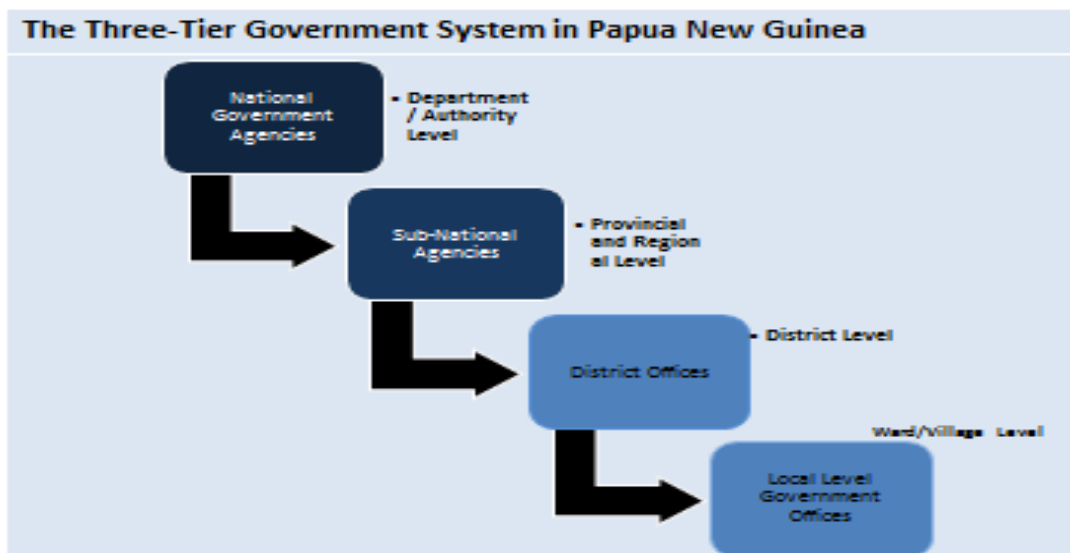 The Three-Tier Government System in Papua New Guinea
National
Government
Agencies
- Department
/ Authority
Level
Sub-National
Agencies
- Provincial
and Region
al Level
District Offices
- District Level
Ward/Village Level
Local Level
Government
Offices